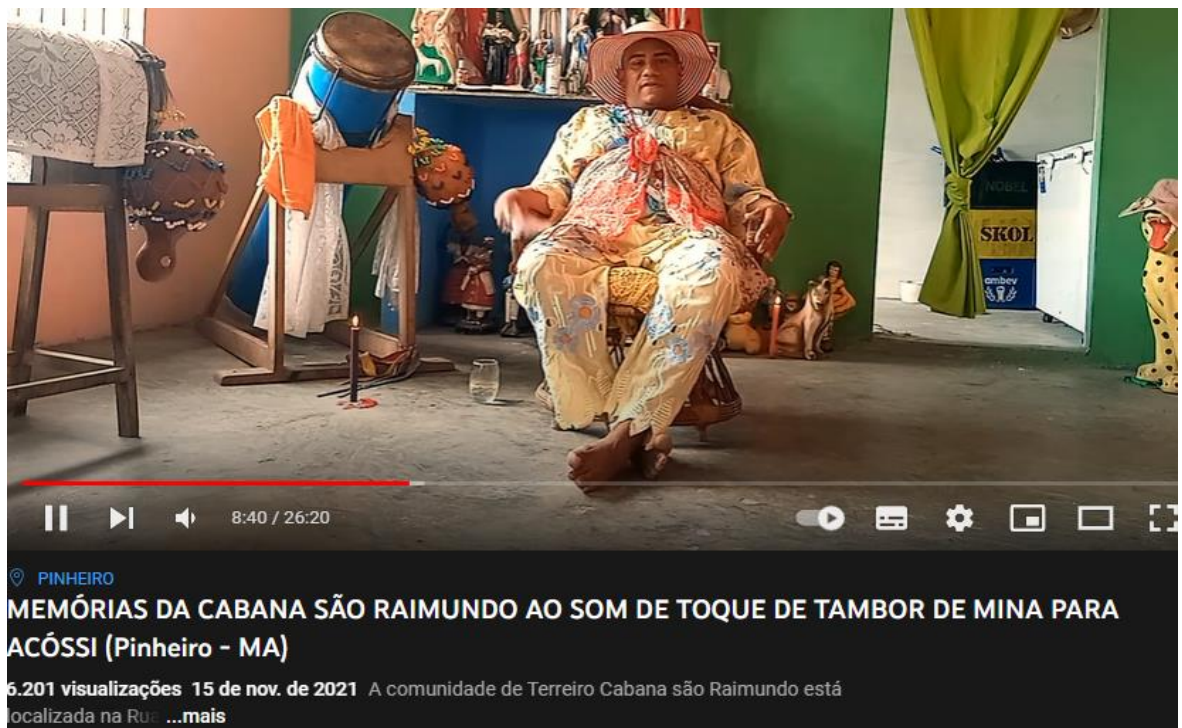 NOBEL
SKOL
ambev
8:40 / 26:20
PINHEIRO
MEMÓRIAS DA CABANA SÃO RAIMUNDO AO SOM DE TOQUE DE TAMBOR DE MINA PARA
ACÓSSI (Pinheiro - MA)
6.201 visualizações 15 de nov. de 2021 A comunidade de Terreiro Cabana são Raimundo está
localizada na Rua ...mais